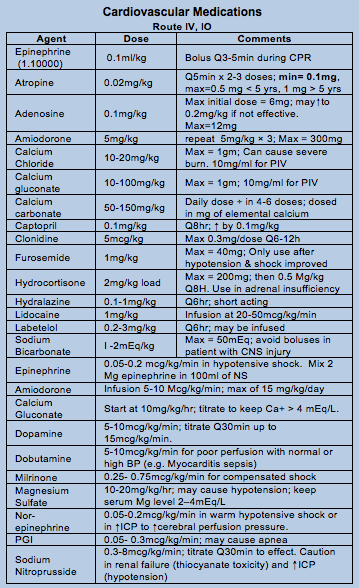 Cardiovascular Medications
Route IV, IO
Agent Dose Comments
Epinephrine
(1.10000) 0.1ml/kg Bolus Q3-5min during CPR
Atropine 0.02mg/kg Q5min x 2-3 doses; min= 0.1mg,
max=0.5 mg < 5 yrs, 1 mg > 5 yrs
Adenosine 0.1mg/kg Max initial dose = 6mg; may↑to
0.2mg/kg if not effective.
Max=12mg
Amiodorone 5mg/kg repeat 5mg/kg × 3; Max = 300mg
Calcium
Chloride 10-20mg/kg Max = 1gm; Can cause severe
burn. 10mg/ml for PIV
Calcium
gluconate 10-100mg/kg Max = 1gm; 10mg/ml for PIV
Calcium
carbonate 50-150mg/kg Daily dose ÷ in 4-6 doses; dosed
in mg of elemental calcium
Captopril 0.1mg/kg Q8hr; ↑ by 0.1mg/kg
Clonidine 5mcg/kg Max 0.3mg/dose Q6-12h
Furosemide 1mg/kg Max = 40mg; Only use after
hypotension & shock improved
Hydrocortisone 2mg/kg load Max = 200mg; then 0.5 Mg/kg
Q8H. Use in adrenal insufficiency
Hydralazine 0.1-1mg/kg Q6hr; short acting
Lidocaine 1mg/kg Infusion at 20-50mcg/kg/min
Labetelol 0.2-3mg/kg Q6hr; may be infused
Sodium
Bicarbonate I -2mEq/kg Max = 50mEq; avoid boluses in
patient with CNS injury
Epinephrine 0.05-0.2 mcg/kg/min in hypotensive shock. Mix 2
Mg epinephrine in 100ml of NS
Amiodorone Infusion 5-10 Mcg/kg/min; max of 15 mg/kg/day
Calcium
Gluconate Start at 10mg/kg/hr; titrate to keep Ca+ > 4 mEq/L.
Dopamine 5-10mcg/kg/min; titrate Q30min up to
15mcg/kg/min.
Dobutamine 5-10mcg/kg/min for poor perfusion with normal or
high BP (e.g. Myocarditis sepsis)
Milrinone 0.25- 0.75mcg/kg/min for compensated shock
Magnesium
Sulfate 10-20mg/kg/hr; may cause hypotension; keep
serum Mg level 2–4mEq/L
Nor-
epinephrine 0.05-0.2mcg/kg/min in warm hypotensive shock or
in ↑ICP to ↑cerebral perfusion pressure.
PGI 0.05- 0.3mcg/kg/min; may cause apnea
Sodium
Nitroprusside 0.3-8mcg/kg/min; titrate Q30min to effect. Caution
in renal failure (thiocyanate toxicity) and ↑ICP
(hypotension)